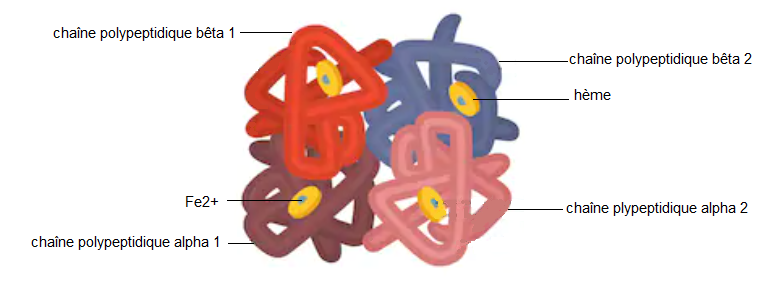 chaîne polypeptidique bêta 1
chaîne polypeptidique bêta 2
hème
Fe2+
chaîne plypeptidique alpha 2
chaîne polypeptidique alpha 1